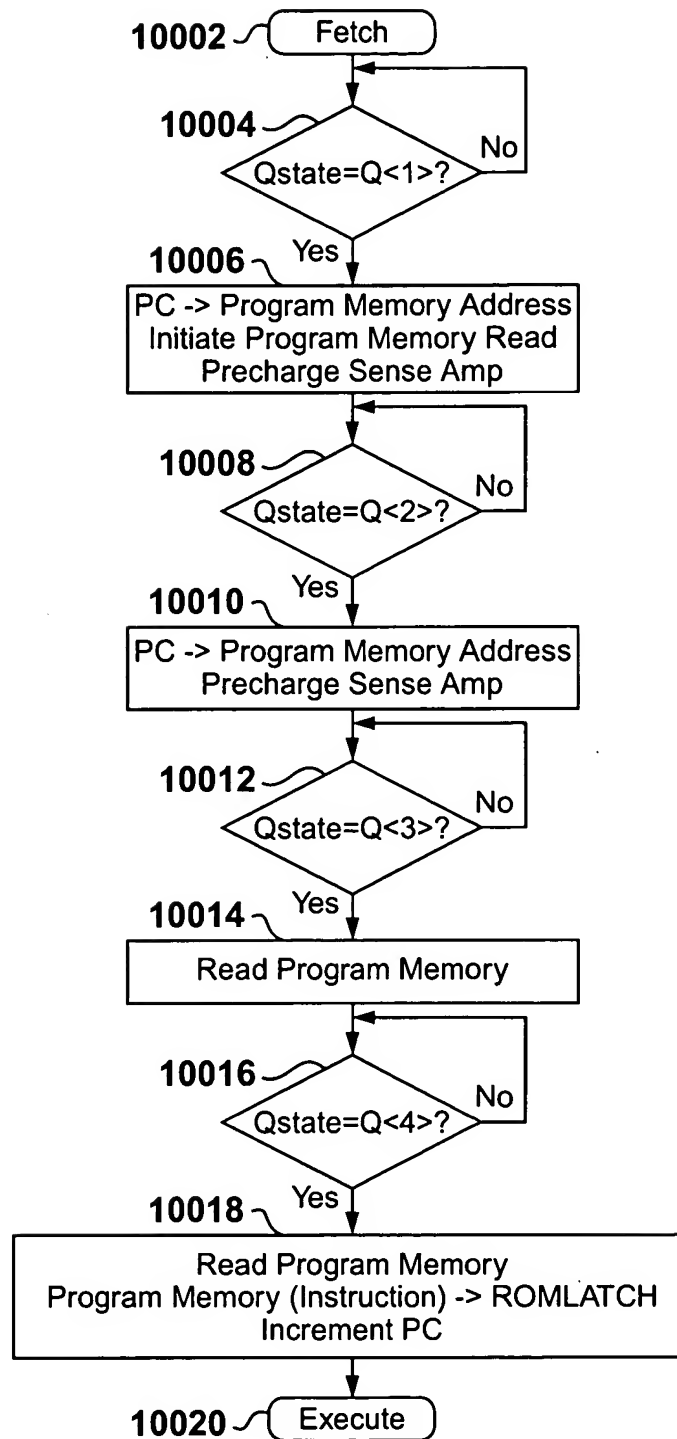 10002
Fetch
10004
Qstate=Q<1>?
No
Yes
10006
PC -> Program Memory Address
Initiate Program Memory Read
Precharge Sense Amp
10008
Qstate=Q<2>?
No
Yes
10010
PC -> Program Memory Address
Precharge Sense Amp
10012
Qstate=Q<3>?
No
Yes
10014
Read Program Memory
10016
Qstate=Q<4>?
No
Yes
10018
Read Program Memory
Program Memory (Instruction) -> ROMLATCH
Increment PC
10020
Execute